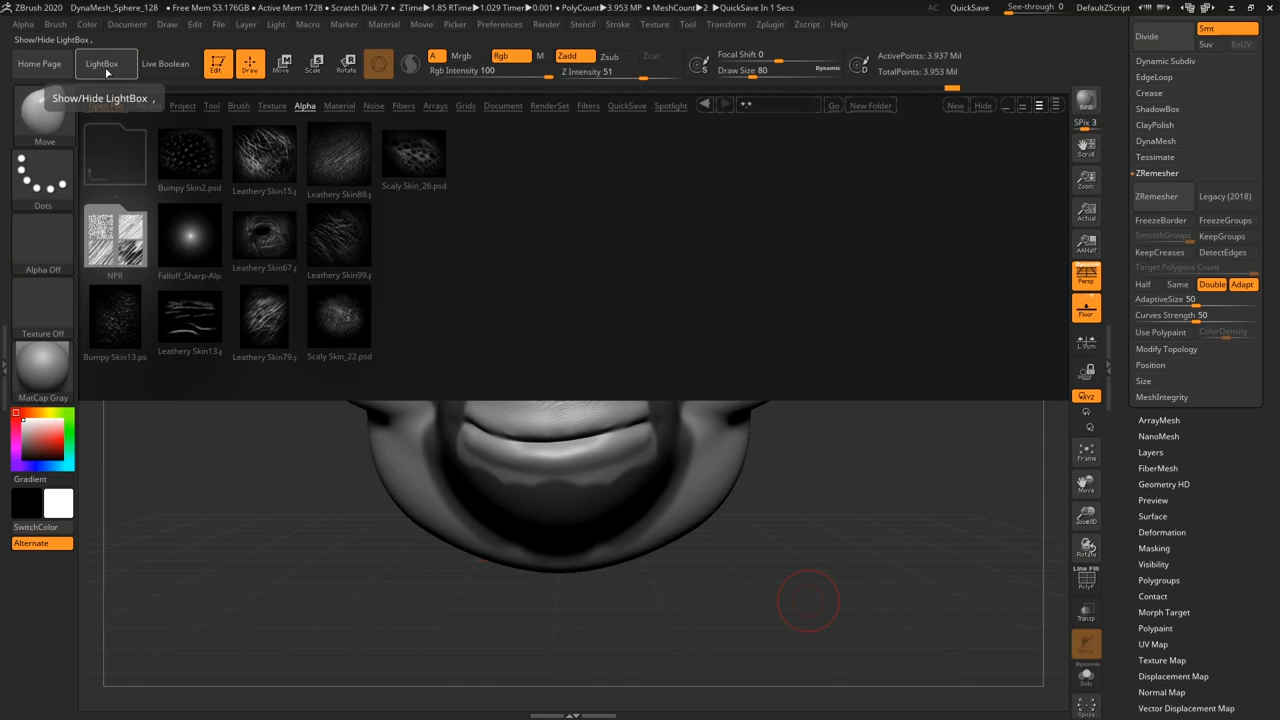 ZBrush 2020 DynaMesh_Sphere_128 • Free Mem 53.176GB • Active Mem 1728 • Scratch Disk 77 • ZTime▶1.85 RTime▶1.029 Timer▶0.001 • PolyCount▶3.953 MP • MeshCount▶2 • QuickSave In 1 Secs AC QuickSave See-through 0 DefaultZScript
Alpha Brush Color Document Draw Edit File Layer Light Macro Marker Material Movie Picker Preferences Render Stencil Stroke Texture Tool Transform Zplugin Zscript Help
Show/Hide LightBox ,
Home Page LightBox Live Boolean Edit Draw Move Scale Rotate
A Mrgb Rgb M Zadd Zsub Zcut
Rgb Intensity 100 Z Intensity 51
S Focal Shift 0
Draw Size 80 Dynamic D
ActivePoints: 3.937 Mil
TotalPoints: 3.953 Mil
Show/Hide LightBox ,
Project Tool Brush Texture Alpha Material Noise Fibers Arrays Grids Document RenderSet Filters QuickSave Spotlight *.* Go New Folder New Hide
Bumpy Skin2.psd Leathery Skin15.p Leathery Skin88.p Scaly Skin_26.psd
..
NPR Falloff_Sharp-Alp. Leathery Skin67.p Leathery Skin99.p
Bumpy Skin13.ps Leathery Skin13.p Leathery Skin79.p Scaly Skin_22.psd
Move
Dots
Alpha Off
Texture Off
MatCap Gray
Gradient
SwitchColor
Alternate
BPR
SPix 3
Scroll
Zoom
Actual
AAHalf
Dynamic
Persp
Floor
L.Sym
XYZ
Frame
Move
Zoom3D
Rotate
Line Fill
PolyF
Transp
Ghost
Dynamic
Solo
Xpose
Divide Smt
Suv ReUV
Dynamic Subdiv
EdgeLoop
Crease
ShadowBox
ClayPolish
DynaMesh
Tessimate
ZRemesher
ZRemesher Legacy (2018)
FreezeBorder FreezeGroups
SmoothGroups KeepGroups
KeepCreases DetectEdges
Target Polygons Count
Half Same Double Adapt
AdaptiveSize 50
Curves Strength 50
Use Polypaint ColorDensity
Modify Topology
Position
Size
MeshIntegrity
ArrayMesh
NanoMesh
Layers
FiberMesh
Geometry HD
Preview
Surface
Deformation
Masking
Visibility
Polygroups
Contact
Morph Target
Polypaint
UV Map
Texture Map
Displacement Map
Normal Map
Vector Displacement Map